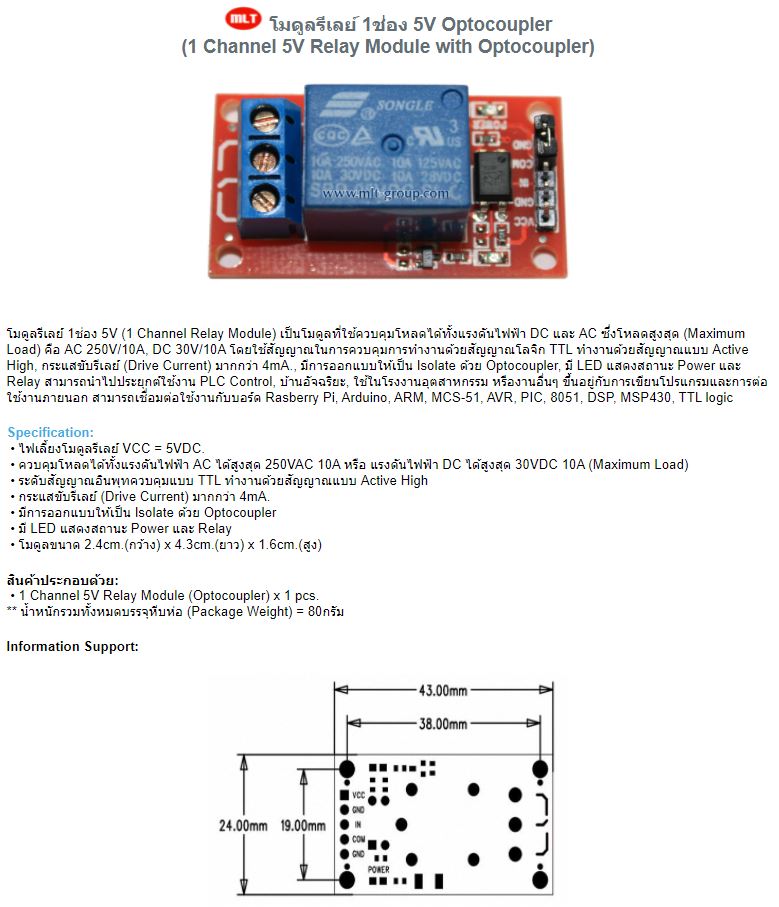 MLT โมดูลรีเลย์ 1ช่อง 5V Optocoupler
(1 Channel 5V Relay Module with Optocoupler)
SONGLE
CQC
c US 3
10A 250VAC 10A 125VAC
10A 30VDC 10A 28VDC
www.mlt-group.com
POWER
GND
COM
IN
GND
VCC
โมดูลรีเลย์ 1ช่อง 5V (1 Channel Relay Module) เป็นโมดูลที่ใช้ควบคุมโหลดได้ทั้งแรงดันไฟฟ้า DC และ AC ซึ่งโหลดสูงสุด (Maximum
Load) คือ AC 250V/10A, DC 30V/10A โดยใช้สัญญาณในการควบคุมการทำงานด้วยสัญญาณโลจิก TTL ทำงานด้วยสัญญาณแบบ Active
High, กระแสขับรีเลย์ (Drive Current) มากกว่า 4mA., มีการออกแบบให้เป็น Isolate ด้วย Optocoupler, มี LED แสดงสถานะ Power และ
Relay สามารถนำไปประยุกต์ใช้งาน PLC Control, บ้านอัจฉริยะ, ใช้ในโรงงานอุตสาหกรรม หรืองานอื่นๆ ขึ้นอยู่กับการเขียนโปรแกรมและการต่อ
ใช้งานภายนอก สามารถเชื่อมต่อใช้งานกับบอร์ด Rasberry Pi, Arduino, ARM, MCS-51, AVR, PIC, 8051, DSP, MSP430, TTL logic
Specification:
• ไฟเลี้ยงโมดูลรีเลย์ VCC = 5VDC.
• ควบคุมโหลดได้ทั้งแรงดันไฟฟ้า AC ได้สูงสุด 250VAC 10A หรือ แรงดันไฟฟ้า DC ได้สูงสุด 30VDC 10A (Maximum Load)
• ระดับสัญญาณอินพุทควบคุมแบบ TTL ทำงานด้วยสัญญาณแบบ Active High
• กระแสขับรีเลย์ (Drive Current) มากกว่า 4mA.
• มีการออกแบบให้เป็น Isolate ด้วย Optocoupler
• มี LED แสดงสถานะ Power และ Relay
• โมดูลขนาด 2.4cm.(กว้าง) x 4.3cm.(ยาว) x 1.6cm.(สูง)
สินค้าประกอบด้วย:
• 1 Channel 5V Relay Module (Optocoupler) x 1 pcs.
** น้ำหนักรวมทั้งหมดบรรจุหีบห่อ (Package Weight) = 80กรัม
Information Support:
43.00mm
38.00mm
24.00mm
19.00mm
VCC
GND
IN
COM
GND
POWER